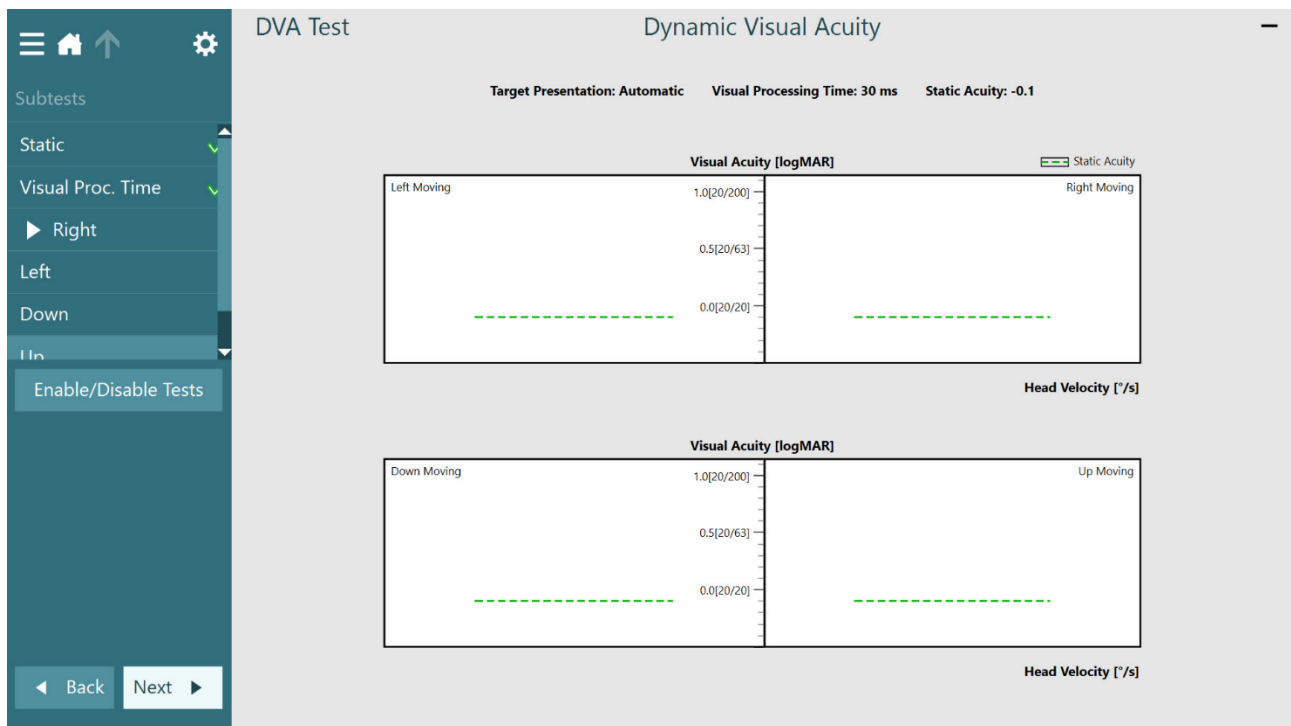 DVA Test
Dynamic Visual Acuity
Subtests
Static
Visual Proc. Time
Right
Left
Down
Up
Enable/Disable Tests
Back
Next
Target Presentation: Automatic Visual Processing Time: 30 ms Static Acuity: -0.1
Visual Acuity [logMAR]
Static Acuity
Left Moving
Right Moving
1.0[20/200]
0.5[20/63]
0.0[20/20]
Head Velocity [°/s]
Visual Acuity [logMAR]
Down Moving
Up Moving
1.0[20/200]
0.5[20/63]
0.0[20/20]
Head Velocity [°/s]